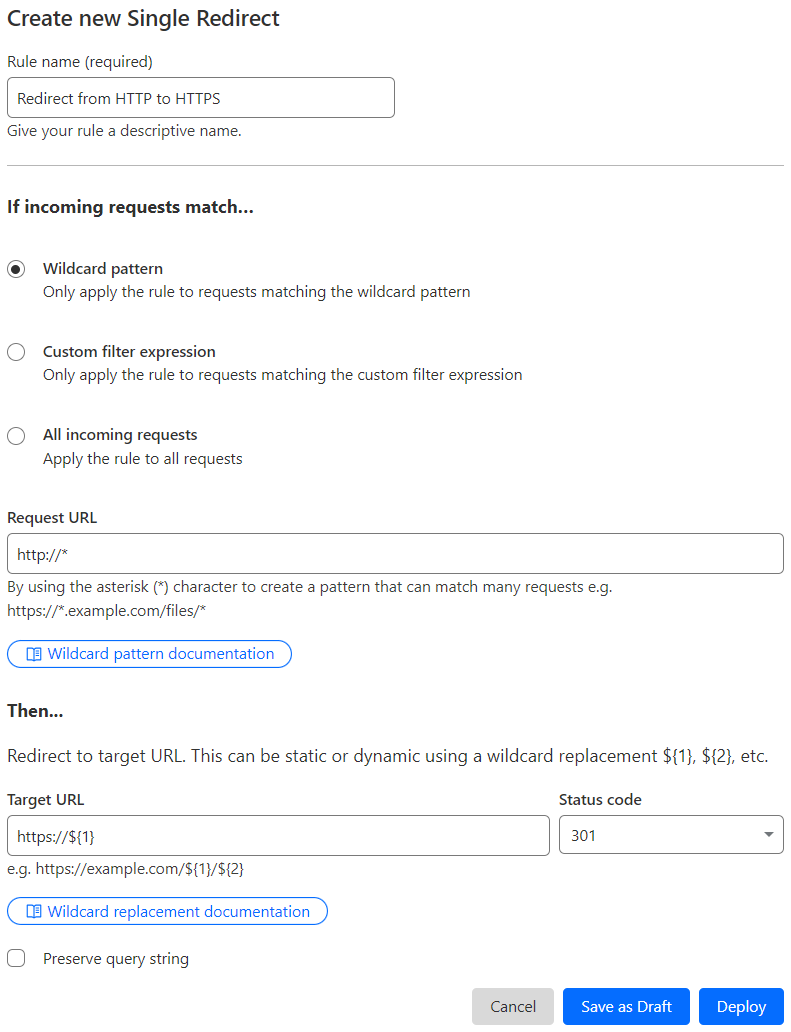 Create new Single Redirect
Rule name (required)
Redirect from HTTP to HTTPS
Give your rule a descriptive name.
If incoming requests match…
Wildcard pattern
Only apply the rule to requests matching the wildcard pattern
Custom filter expression
Only apply the rule to requests matching the custom filter expression
All incoming requests
Apply the rule to all requests
Request URL
http://*
By using the asterisk (*) character to create a pattern that can match many requests e.g.
https://*.example.com/files/*
Wildcard pattern documentation
Then...
Redirect to target URL. This can be static or dynamic using a wildcard replacement ${1}, ${2}, etc.
Target URL
Status code
https://${1}
301
e.g. https://example.com/${1}/${2}
Wildcard replacement documentation
Preserve query string
Cancel
Save as Draft
Deploy